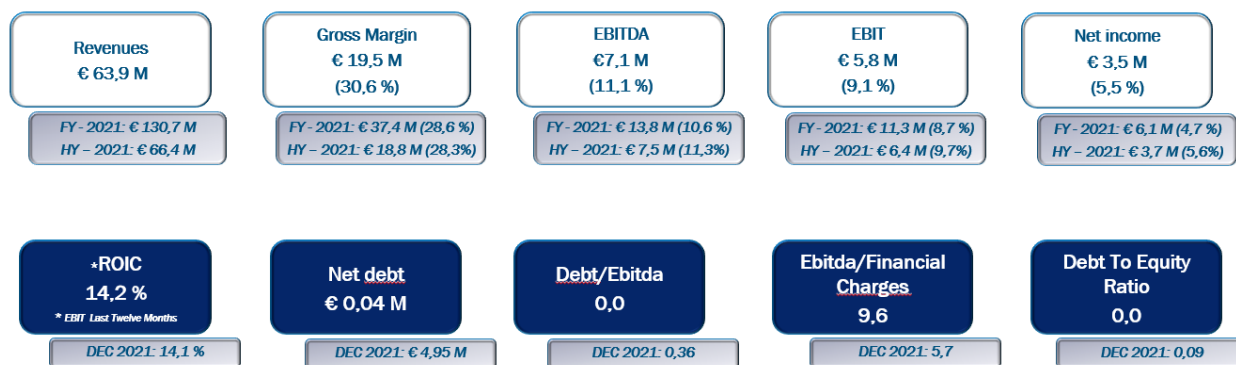 Revenues
€ 63,9 M
FY - 2021: € 130,7 M
HY – 2021: € 66,4 M
Gross Margin
€ 19,5 M
(30,6 %)
FY - 2021: € 37,4 M (28,6 %)
HY – 2021: € 18,8 M (28,3%)
EBITDA
€7,1 M
(11,1 %)
FY - 2021: € 13,8 M (10,6 %)
HY – 2021: € 7,5 M (11,3%)
EBIT
€ 5,8 M
(9,1 %)
FY - 2021: € 11,3 M (8,7 %)
HY – 2021: € 6,4 M (9,7%)
Net income
€ 3,5 M
(5,5 %)
FY - 2021: € 6,1 M (4,7 %)
HY – 2021: € 3,7 M (5,6%)
*ROIC
14,2 %
* EBIT Last Twelve Months
DEC 2021: 14,1 %
Net debt
€ 0,04 M
DEC 2021: € 4,95 M
Debt/Ebitda
0,0
DEC 2021: 0,36
Ebitda/Financial
Charges
9,6
DEC 2021: 5,7
Debt To Equity
Ratio
0,0
DEC 2021: 0,09